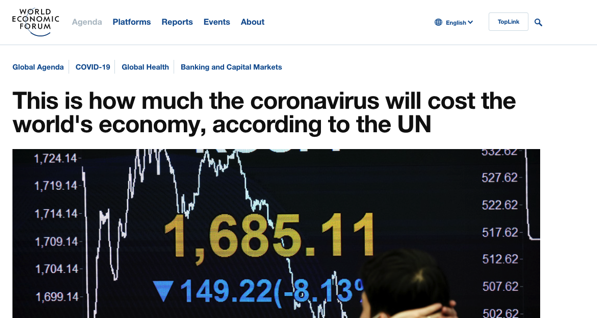 WORLD
ECONOMIC
FORUM
Agenda Platforms Reports Events About
English
TopLink
Global Agenda COVID-19 Global Health Banking and Capital Markets
This is how much the coronavirus will cost the
world's economy, according to the UN
1,724.14
1,719.14
1,714.14
1,709.14
1,704.14
1,699.14
1,685.11
▼149.22(-8.13%
532.62
527.62
522.62
517.62
512.62
507.62
502.62